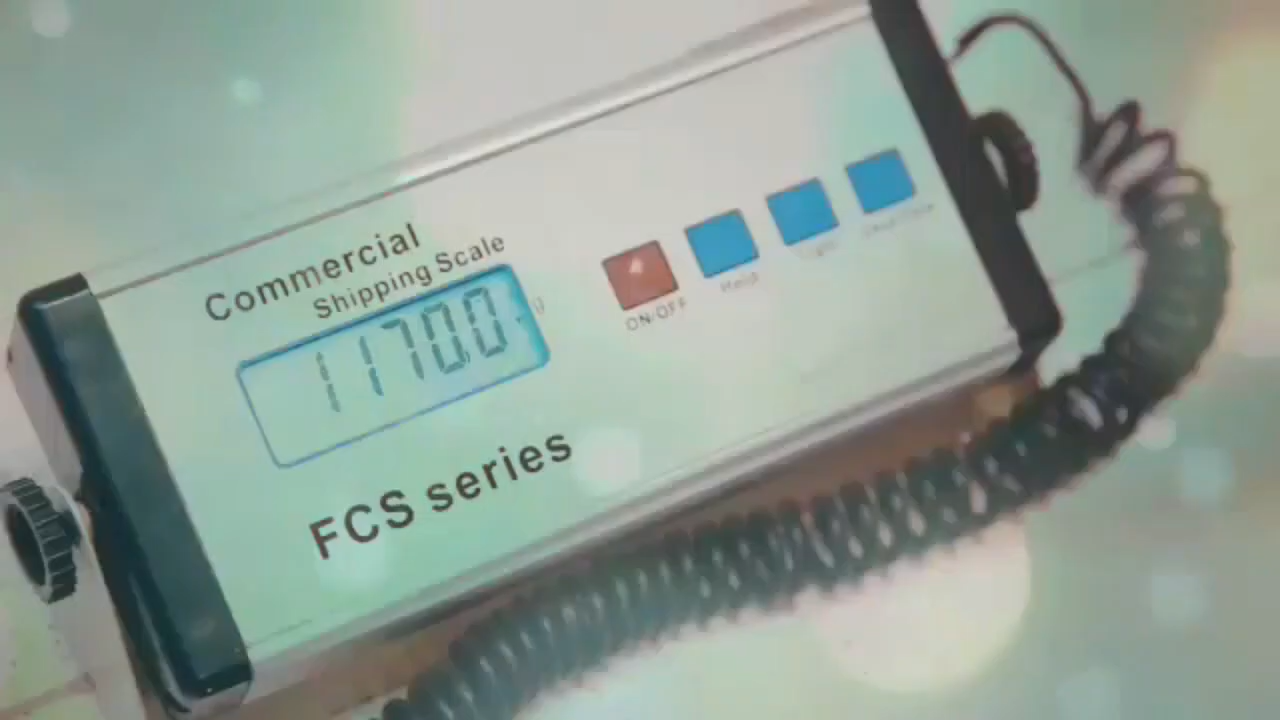 Commercial
Shipping Scale
1170.0
ON/OFF
Hold
FCS series